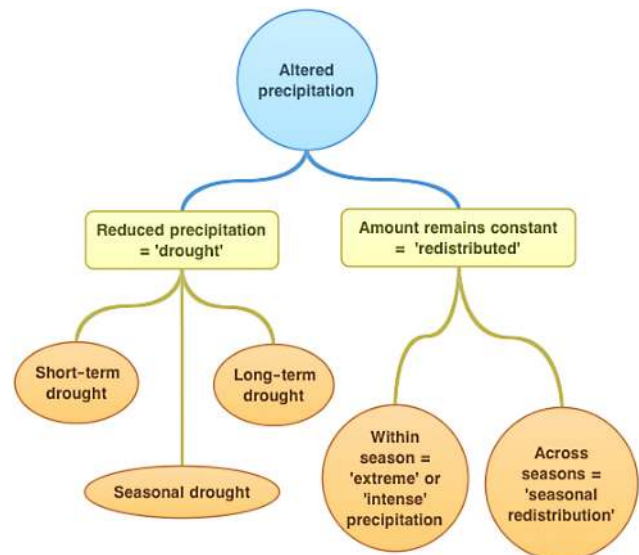 Altered
precipitation
Reduced precipitation
= 'drought'
Amount remains constant
= 'redistributed'
Short-term
drought
Long-term
drought
Seasonal drought
Within
season =
'extreme' or
'intense'
precipitation
Across
seasons =
'seasonal
redistribution'